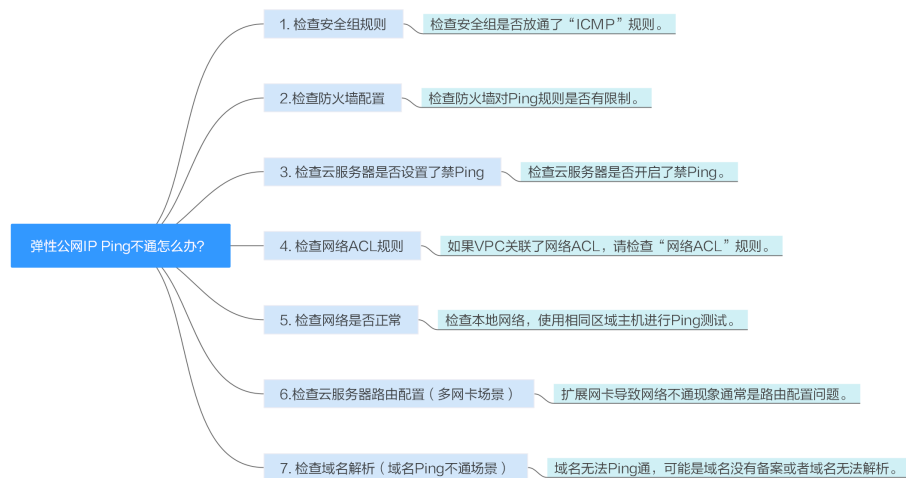 1. 检查安全组规则
检查安全组是否放通了“ICMP”规则。
2.检查防火墙配置
检查防火墙对Ping规则是否有限制。
3. 检查云服务器是否设置了禁Ping
检查云服务器是否开启了禁Ping。
弹性公网IP Ping不通怎么办?
4. 检查网络ACL规则
如果VPC关联了网络ACL，请检查“网络ACL”规则。
5. 检查网络是否正常
检查本地网络，使用相同区域主机进行Ping测试。
6.检查云服务器路由配置（多网卡场景）
扩展网卡导致网络不通现象通常是路由配置问题。
7. 检查域名解析（域名Ping不通场景）
域名无法Ping通，可能是域名没有备案或者域名无法解析。